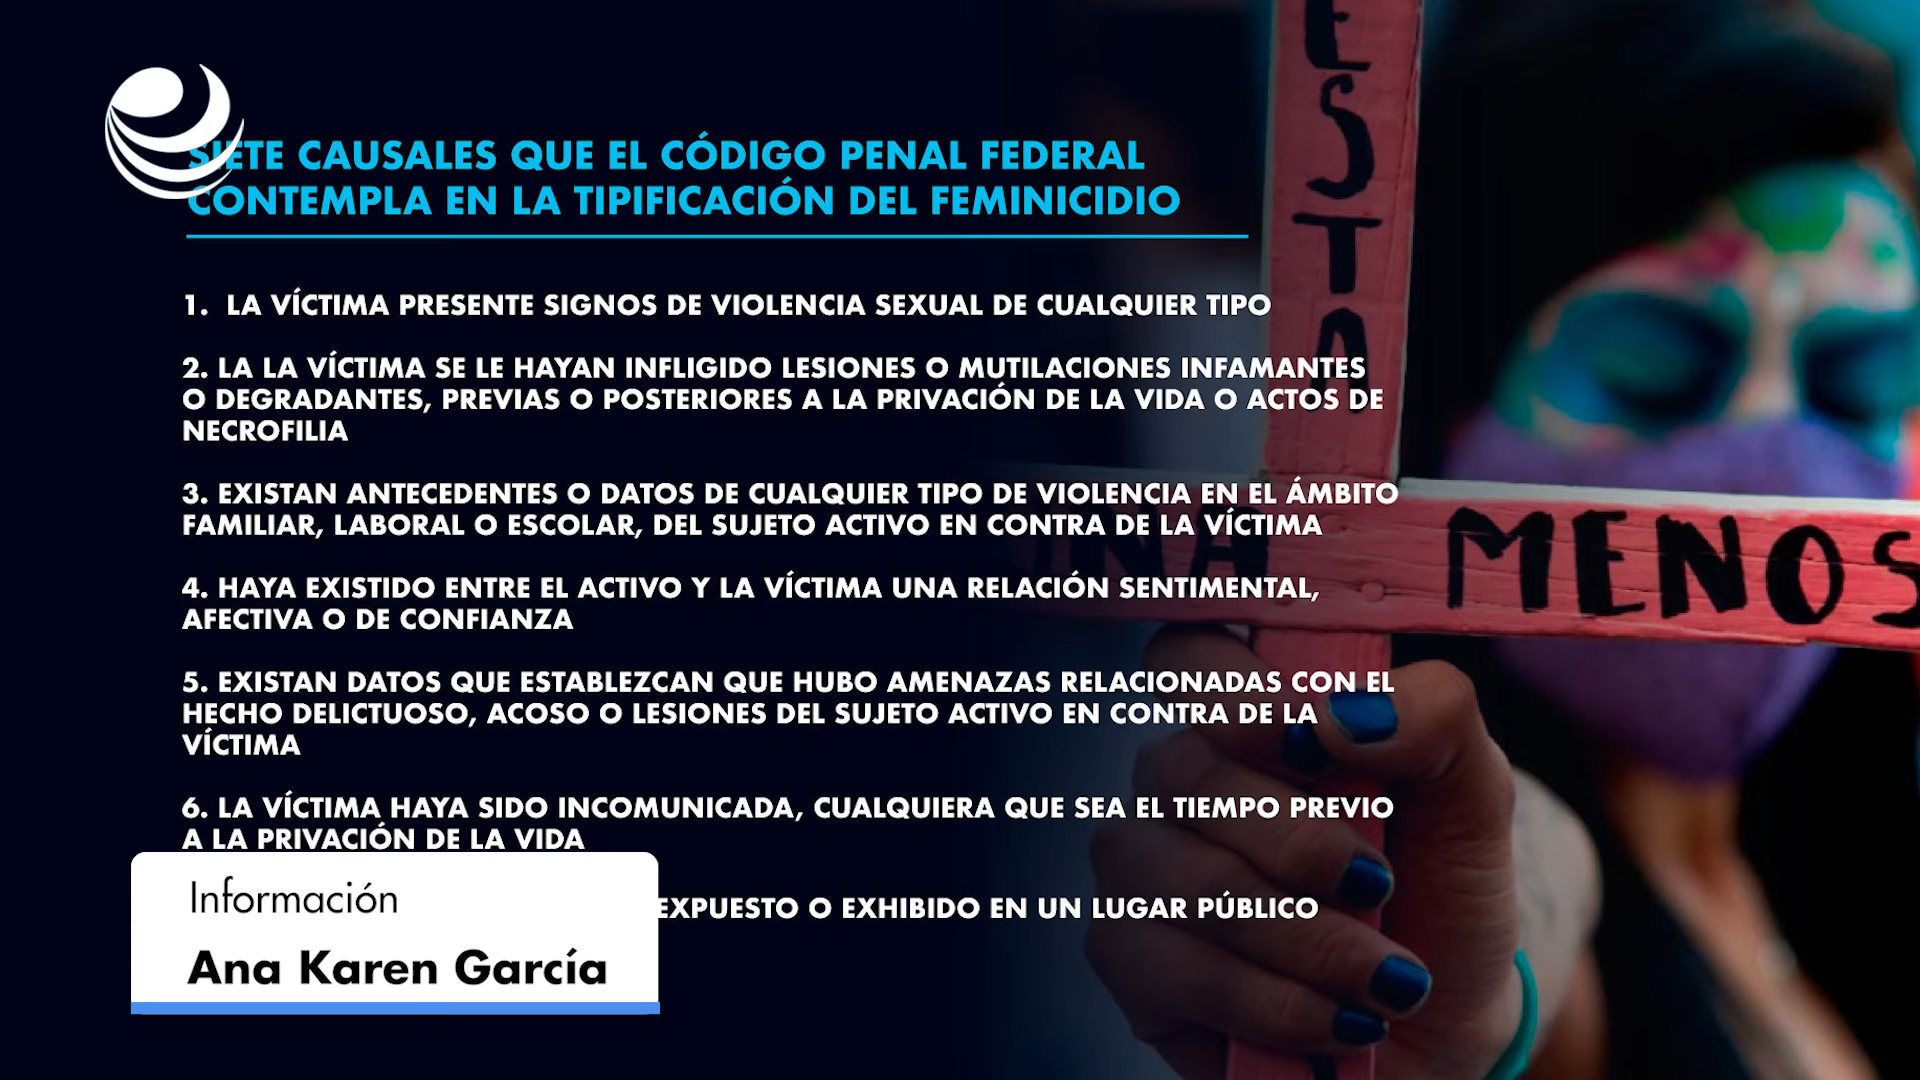 SIETE CAUSALES QUE EL CÓDIGO PENAL FEDERAL
CONTEMPLA EN LA TIPIFICACIÓN DEL FEMINICIDIO
1. LA VÍCTIMA PRESENTE SIGNOS DE VIOLENCIA SEXUAL DE CUALQUIER TIPO
2. LA LA VÍCTIMA SE LE HAYAN INFLIGIDO LESIONES O MUTILACIONES INFAMANTES
O DEGRADANTES, PREVIAS O POSTERIORES A LA PRIVACIÓN DE LA VIDA O ACTOS DE
NECROFILIA
3. EXISTAN ANTECEDENTES O DATOS DE CUALQUIER TIPO DE VIOLENCIA EN EL ÁMBITO
FAMILIAR, LABORAL O ESCOLAR, DEL SUJETO ACTIVO EN CONTRA DE LA VÍCTIMA
4. HAYA EXISTIDO ENTRE EL ACTIVO Y LA VÍCTIMA UNA RELACIÓN SENTIMENTAL,
AFECTIVA O DE CONFIANZA
5. EXISTAN DATOS QUE ESTABLEZCAN QUE HUBO AMENAZAS RELACIONADAS CON EL
HECHO DELICTUOSO, ACOSO O LESIONES DEL SUJETO ACTIVO EN CONTRA DE LA
VÍCTIMA
6. LA VÍCTIMA HAYA SIDO INCOMUNICADA, CUALQUIERA QUE SEA EL TIEMPO PREVIO
A LA PRIVACIÓN DE LA VIDA
EXPUESTO O EXHIBIDO EN UN LUGAR PÚBLICO
Información
Ana Karen García
ESTA
NA MENOS